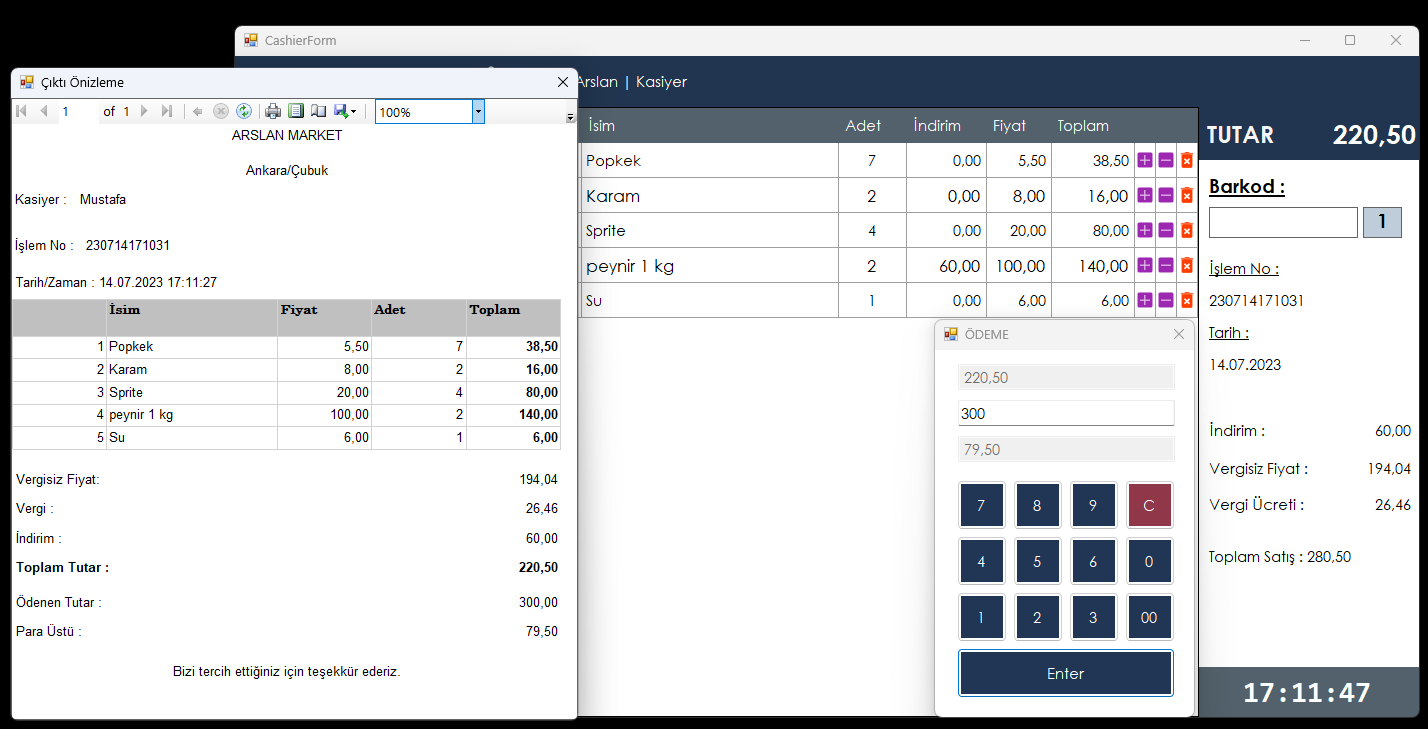 CashierForm
Arslan | Kasiyer
Çıktı Önizleme
1 of 1 100%
ARSLAN MARKET
Ankara/Çubuk
Kasiyer : Mustafa
İşlem No : 230714171031
Tarih/Zaman : 14.07.2023 17:11:27
İsim Fiyat Adet Toplam
1 Popkek 5,50 7 38,50
2 Karam 8,00 2 16,00
3 Sprite 20,00 4 80,00
4 peynir 1 kg 100,00 2 140,00
5 Su 6,00 1 6,00
Vergisiz Fiyat: 194,04
Vergi : 26,46
İndirim : 60,00
Toplam Tutar : 220,50
Ödenen Tutar : 300,00
Para Üstü : 79,50
Bizi tercih ettiğiniz için teşekkür ederiz.
İsim Adet İndirim Fiyat Toplam
Popkek 7 0,00 5,50 38,50
Karam 2 0,00 8,00 16,00
Sprite 4 0,00 20,00 80,00
peynir 1 kg 2 60,00 100,00 140,00
Su 1 0,00 6,00 6,00
ÖDEME
220,50
300
79,50
7 8 9 C
4 5 6 0
1 2 3 00
Enter
TUTAR 220,50
Barkod :
1
İşlem No :
230714171031
Tarih :
14.07.2023
İndirim : 60,00
Vergisiz Fiyat : 194,04
Vergi Ücreti : 26,46
Toplam Satış : 280,50
17:11:47